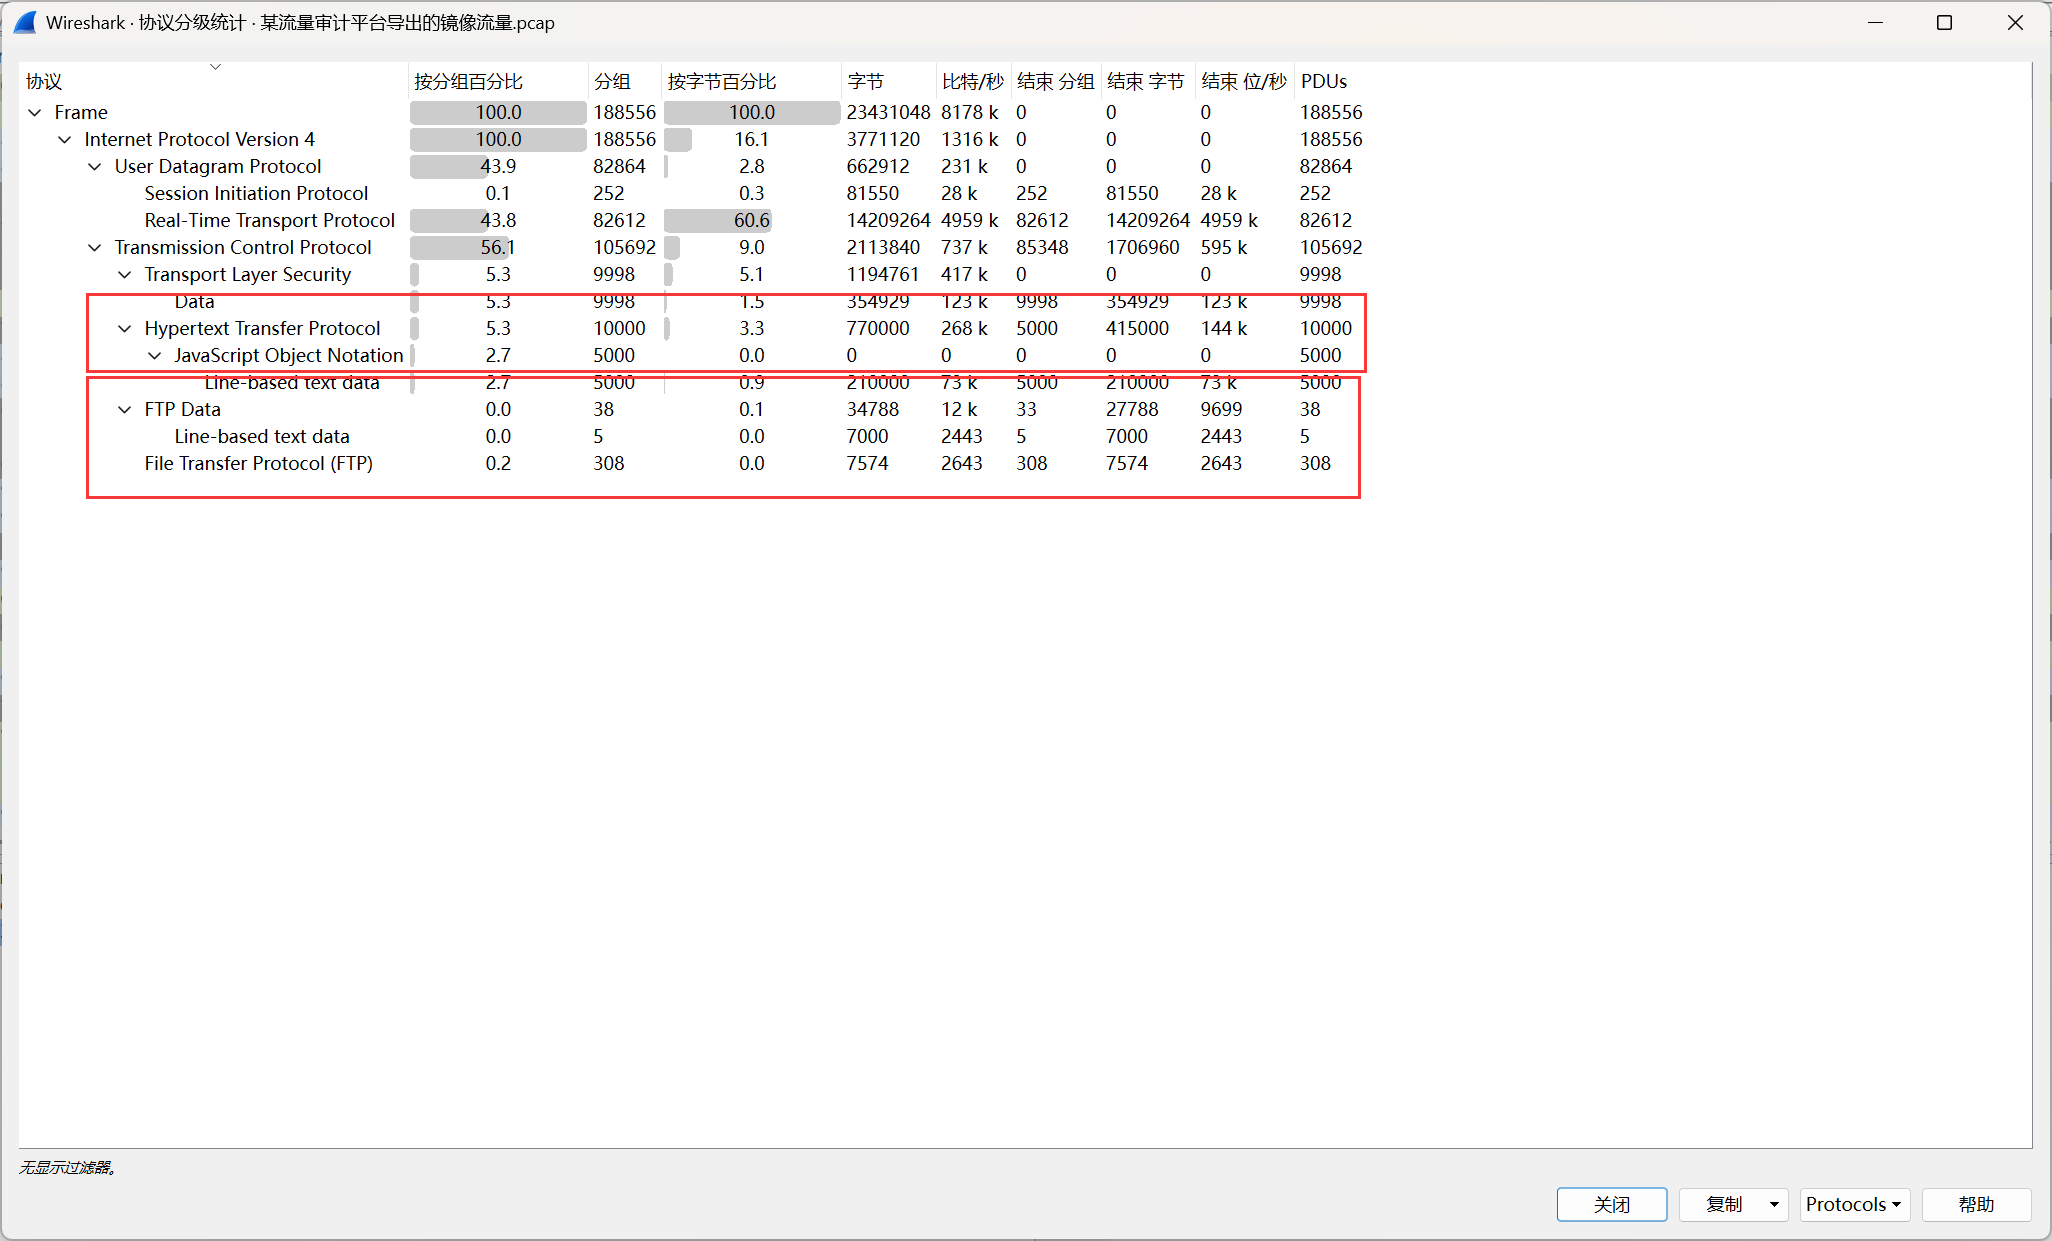 Wireshark · 协议分级统计 · 某流量审计平台导出的镜像流量.pcap
协议 按分组百分比 分组 按字节百分比 字节 比特/秒 结束 分组 结束 字节 结束 位/秒 PDUs
Frame 100.0 188556 100.0 23431048 8178 k 0 0 0 188556
Internet Protocol Version 4 100.0 188556 16.1 3771120 1316 k 0 0 0 188556
User Datagram Protocol 43.9 82864 2.8 662912 231 k 0 0 0 82864
Session Initiation Protocol 0.1 252 0.3 81550 28 k 252 81550 28 k 252
Real-Time Transport Protocol 43.8 82612 60.6 14209264 4959 k 82612 14209264 4959 k 82612
Transmission Control Protocol 56.1 105692 9.0 2113840 737 k 85348 1706960 595 k 105692
Transport Layer Security 5.3 9998 5.1 1194761 417 k 0 0 0 9998
Data 5.3 9998 1.5 354929 123 k 9998 354929 123 k 9998
Hypertext Transfer Protocol 5.3 10000 3.3 770000 268 k 5000 415000 144 k 10000
JavaScript Object Notation 2.7 5000 0.0 0 0 0 0 0 5000
Line-based text data 2.7 5000 0.9 210000 73 k 5000 210000 73 k 5000
FTP Data 0.0 38 0.1 34788 12 k 33 27788 9699 38
Line-based text data 0.0 5 0.0 7000 2443 5 7000 2443 5
File Transfer Protocol (FTP) 0.2 308 0.0 7574 2643 308 7574 2643 308
无显示过滤器。
关闭 复制 Protocols 帮助